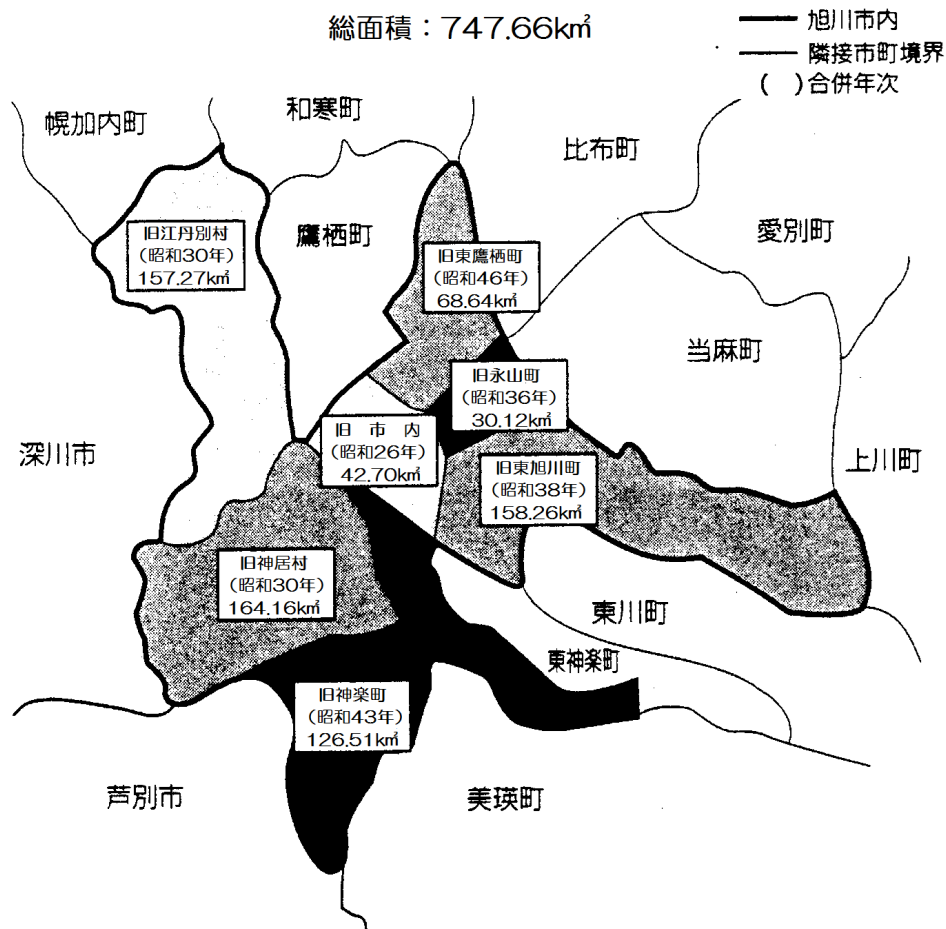 総面積：747.66k㎡
旭川市内
隣接市町境界
(　)合併年次
幌加内町
和寒町
比布町
愛別町
鷹栖町
旧江丹別村
(昭和30年)
157.27k㎡
旧東鷹栖町
(昭和46年)
68.64k㎡
当麻町
旧永山町
(昭和36年)
30.12k㎡
旧　市　内
(昭和26年)
42.70k㎡
深川市
上川町
旧東旭川町
(昭和38年)
158.26k㎡
旧神居村
(昭和30年)
164.16k㎡
東川町
東神楽町
旧神楽町
(昭和43年)
126.51k㎡
芦別市
美瑛町